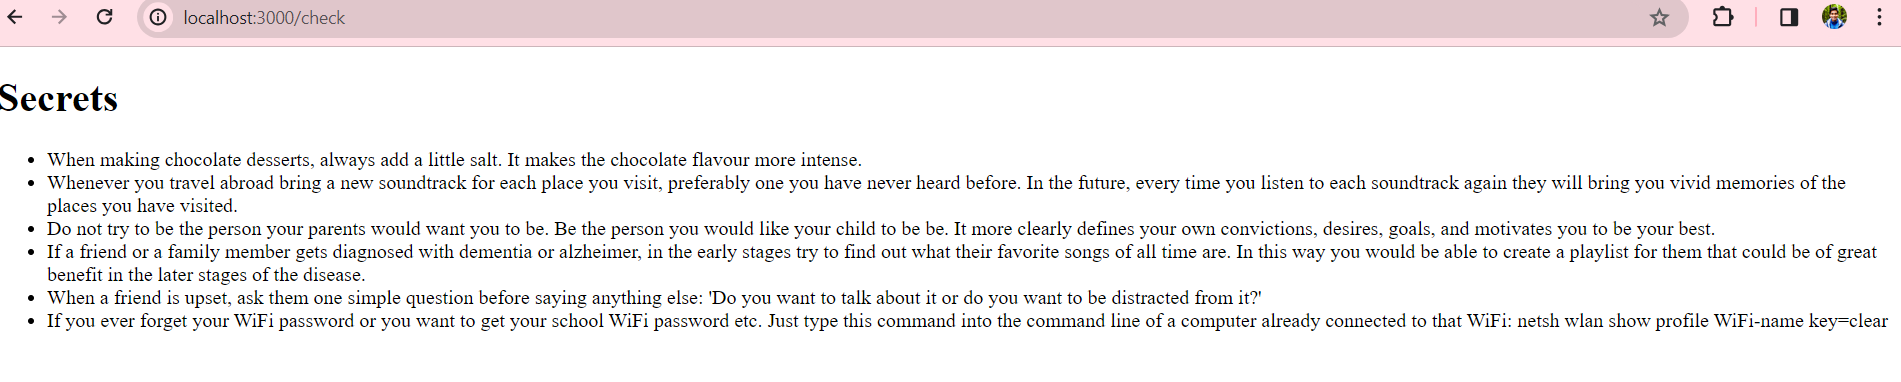 localhost:3000/check
Secrets
When making chocolate desserts, always add a little salt. It makes the chocolate flavour more intense.
Whenever you travel abroad bring a new soundtrack for each place you visit, preferably one you have never heard before. In the future, every time you listen to each soundtrack again they will bring you vivid memories of the
places you have visited.
Do not try to be the person your parents would want you to be. Be the person you would like your child to be be. It more clearly defines your own convictions, desires, goals, and motivates you to be your best.
If a friend or a family member gets diagnosed with dementia or alzheimer, in the early stages try to find out what their favorite songs of all time are. In this way you would be able to create a playlist for them that could be of great
benefit in the later stages of the disease.
When a friend is upset, ask them one simple question before saying anything else: 'Do you want to talk about it or do you want to be distracted from it?'
If you ever forget your WiFi password or you want to get your school WiFi password etc. Just type this command into the command line of a computer already connected to that WiFi: netsh wlan show profile WiFi-name key=clear